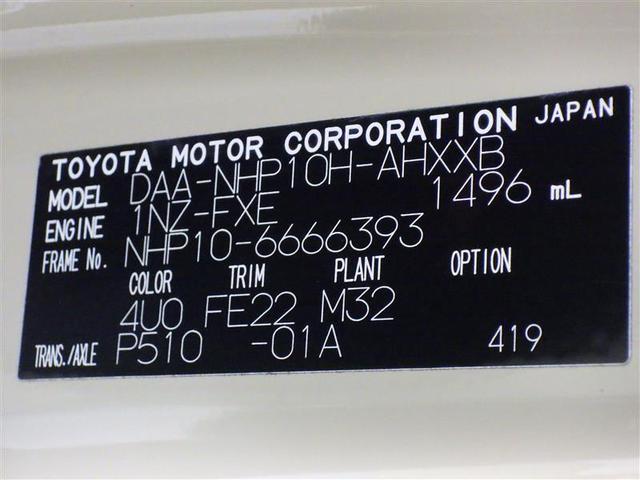 TOYOTA MOTOR CORPORATION JAPAN
MODEL DAA-NHP10H-AHXXB
ENGINE 1NZ-FXE 1496 mL
FRAME No. NHP10-6666393
COLOR TRIM PLANT OPTION
4U0 FE22 M32
TRANS./AXLE P510 -01A 419